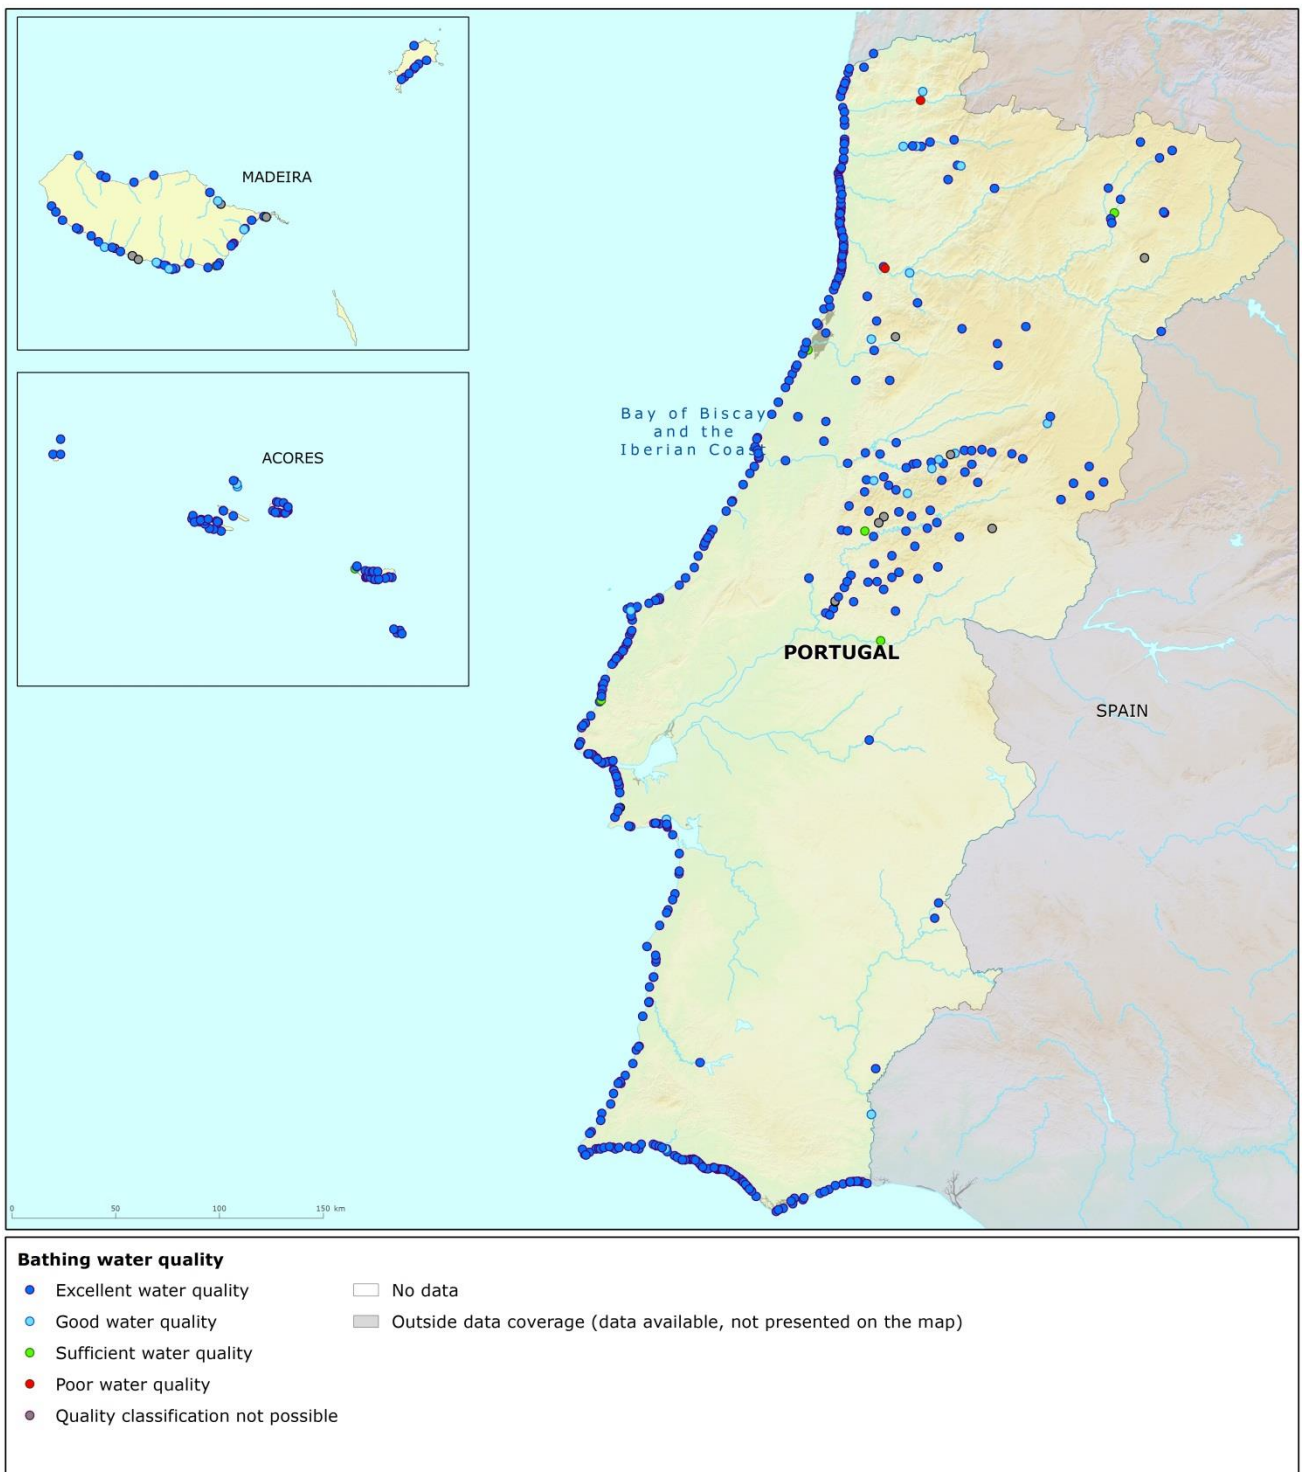 MADEIRA
ACORES
Bay of Biscay
and the
Iberian Coast
PORTUGAL
SPAIN
0 50 100 150 km
Bathing water quality
Excellent water quality
No data
Good water quality
Outside data coverage (data available, not presented on the map)
Sufficient water quality
Poor water quality
Quality classification not possible